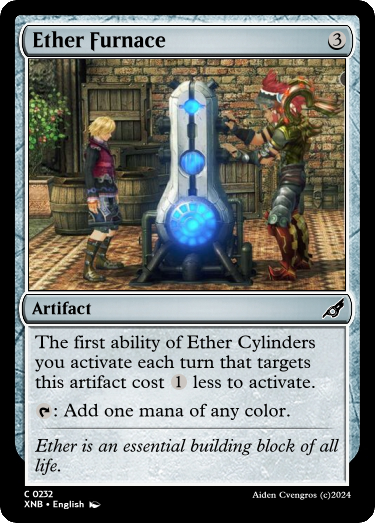 Ether Furnace 3
Artifact
The first ability of Ether Cylinders
you activate each turn that targets
this artifact cost 1 less to activate.
: Add one mana of any color.
Ether is an essential building block of all
life.
C 0232
XNB • English
Aiden Cvengros (c)2024